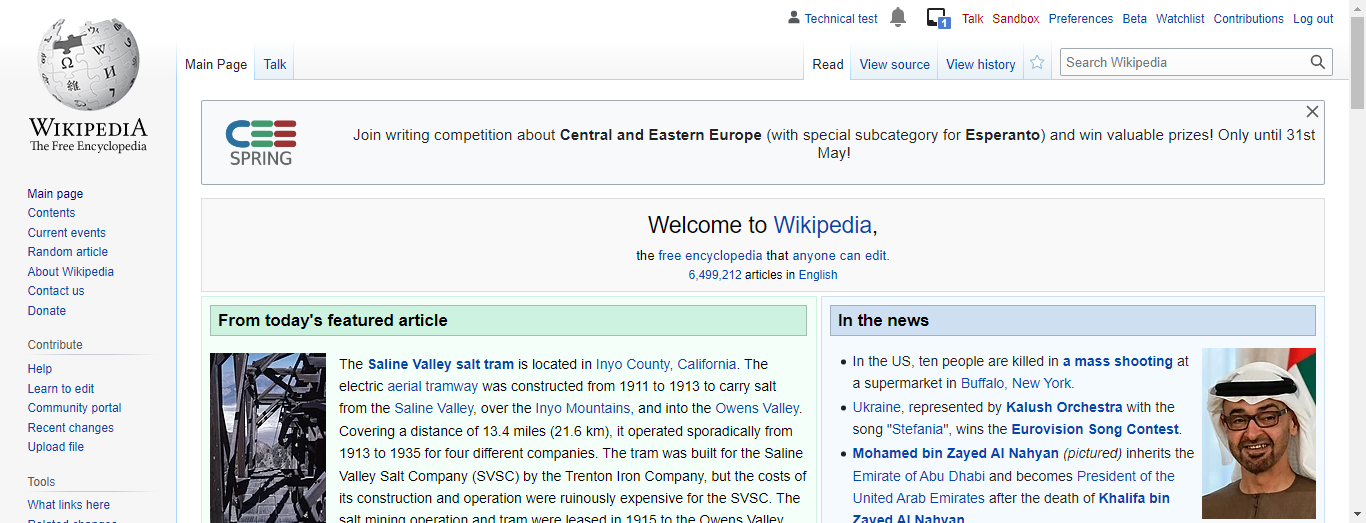 Technical test
1
Talk Sandbox Preferences Beta Watchlist Contributions Log out
Main Page Talk
Read View source View history
Search Wikipedia
Ω W И 維
WIKIPEDIA
The Free Encyclopedia
CEE SPRING
Join writing competition about Central and Eastern Europe (with special subcategory for Esperanto) and win valuable prizes! Only until 31st
May!
Main page
Contents
Current events
Random article
About Wikipedia
Contact us
Donate
Contribute
Help
Learn to edit
Community portal
Recent changes
Upload file
Tools
What links here
Related changes
Welcome to Wikipedia,
the free encyclopedia that anyone can edit.
6,499,212 articles in English
From today's featured article
The Saline Valley salt tram is located in Inyo County, California. The
electric aerial tramway was constructed from 1911 to 1913 to carry salt
from the Saline Valley, over the Inyo Mountains, and into the Owens Valley.
Covering a distance of 13.4 miles (21.6 km), it operated sporadically from
1913 to 1935 for four different companies. The tram was built for the Saline
Valley Salt Company (SVSC) by the Trenton Iron Company, but the costs of
its construction and operation were ruinously expensive for the SVSC. The
salt mining operation and tram were leased in 1915 to the Owens Valley
In the news
• In the US, ten people are killed in a mass shooting at
a supermarket in Buffalo, New York.
• Ukraine, represented by Kalush Orchestra with the
song "Stefania", wins the Eurovision Song Contest.
• Mohamed bin Zayed Al Nahyan (pictured) inherits the
Emirate of Abu Dhabi and becomes President of the
United Arab Emirates after the death of Khalifa bin
Zayed Al Nahyan.